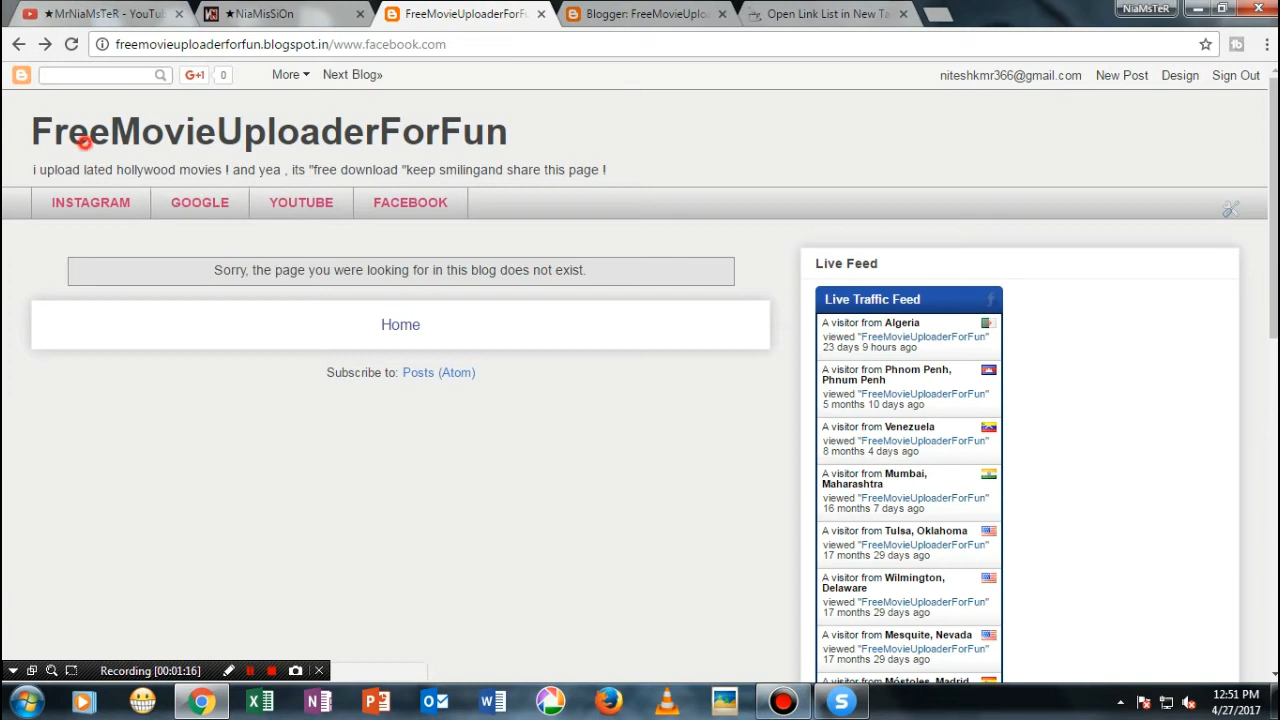 ★MrNiaMsTeR - YouTu
★NiaMisSiOn
FreeMovieUploaderForF
Blogger: FreeMovieUplo
Open Link List in New Ta
NiaMsTeR
freemovieuploaderforfun.blogspot.in/www.facebook.com
G+1 0
More
Next Blog»
niteshkmr366@gmail.com
New Post
Design
Sign Out
FreeMovieUploaderForFun
i upload lated hollywood movies ! and yea , its "free download "keep smilingand share this page !
INSTAGRAM
GOOGLE
YOUTUBE
FACEBOOK
Sorry, the page you were looking for in this blog does not exist.
Home
Subscribe to: Posts (Atom)
Live Feed
Live Traffic Feed
A visitor from Algeria
viewed "FreeMovieUploaderForFun"
23 days 9 hours ago
A visitor from Phnom Penh,
Phnum Penh
viewed "FreeMovieUploaderForFun"
5 months 10 days ago
A visitor from Venezuela
viewed "FreeMovieUploaderForFun"
8 months 4 days ago
A visitor from Mumbai,
Maharashtra
viewed "FreeMovieUploaderForFun"
16 months 7 days ago
A visitor from Tulsa, Oklahoma
viewed "FreeMovieUploaderForFun"
17 months 29 days ago
A visitor from Wilmington,
Delaware
viewed "FreeMovieUploaderForFun"
17 months 29 days ago
A visitor from Mesquite, Nevada
viewed "FreeMovieUploaderForFun"
17 months 29 days ago
A visitor from Móstoles, Madrid
Recording [00:01:16]
12:51 PM
4/27/2017